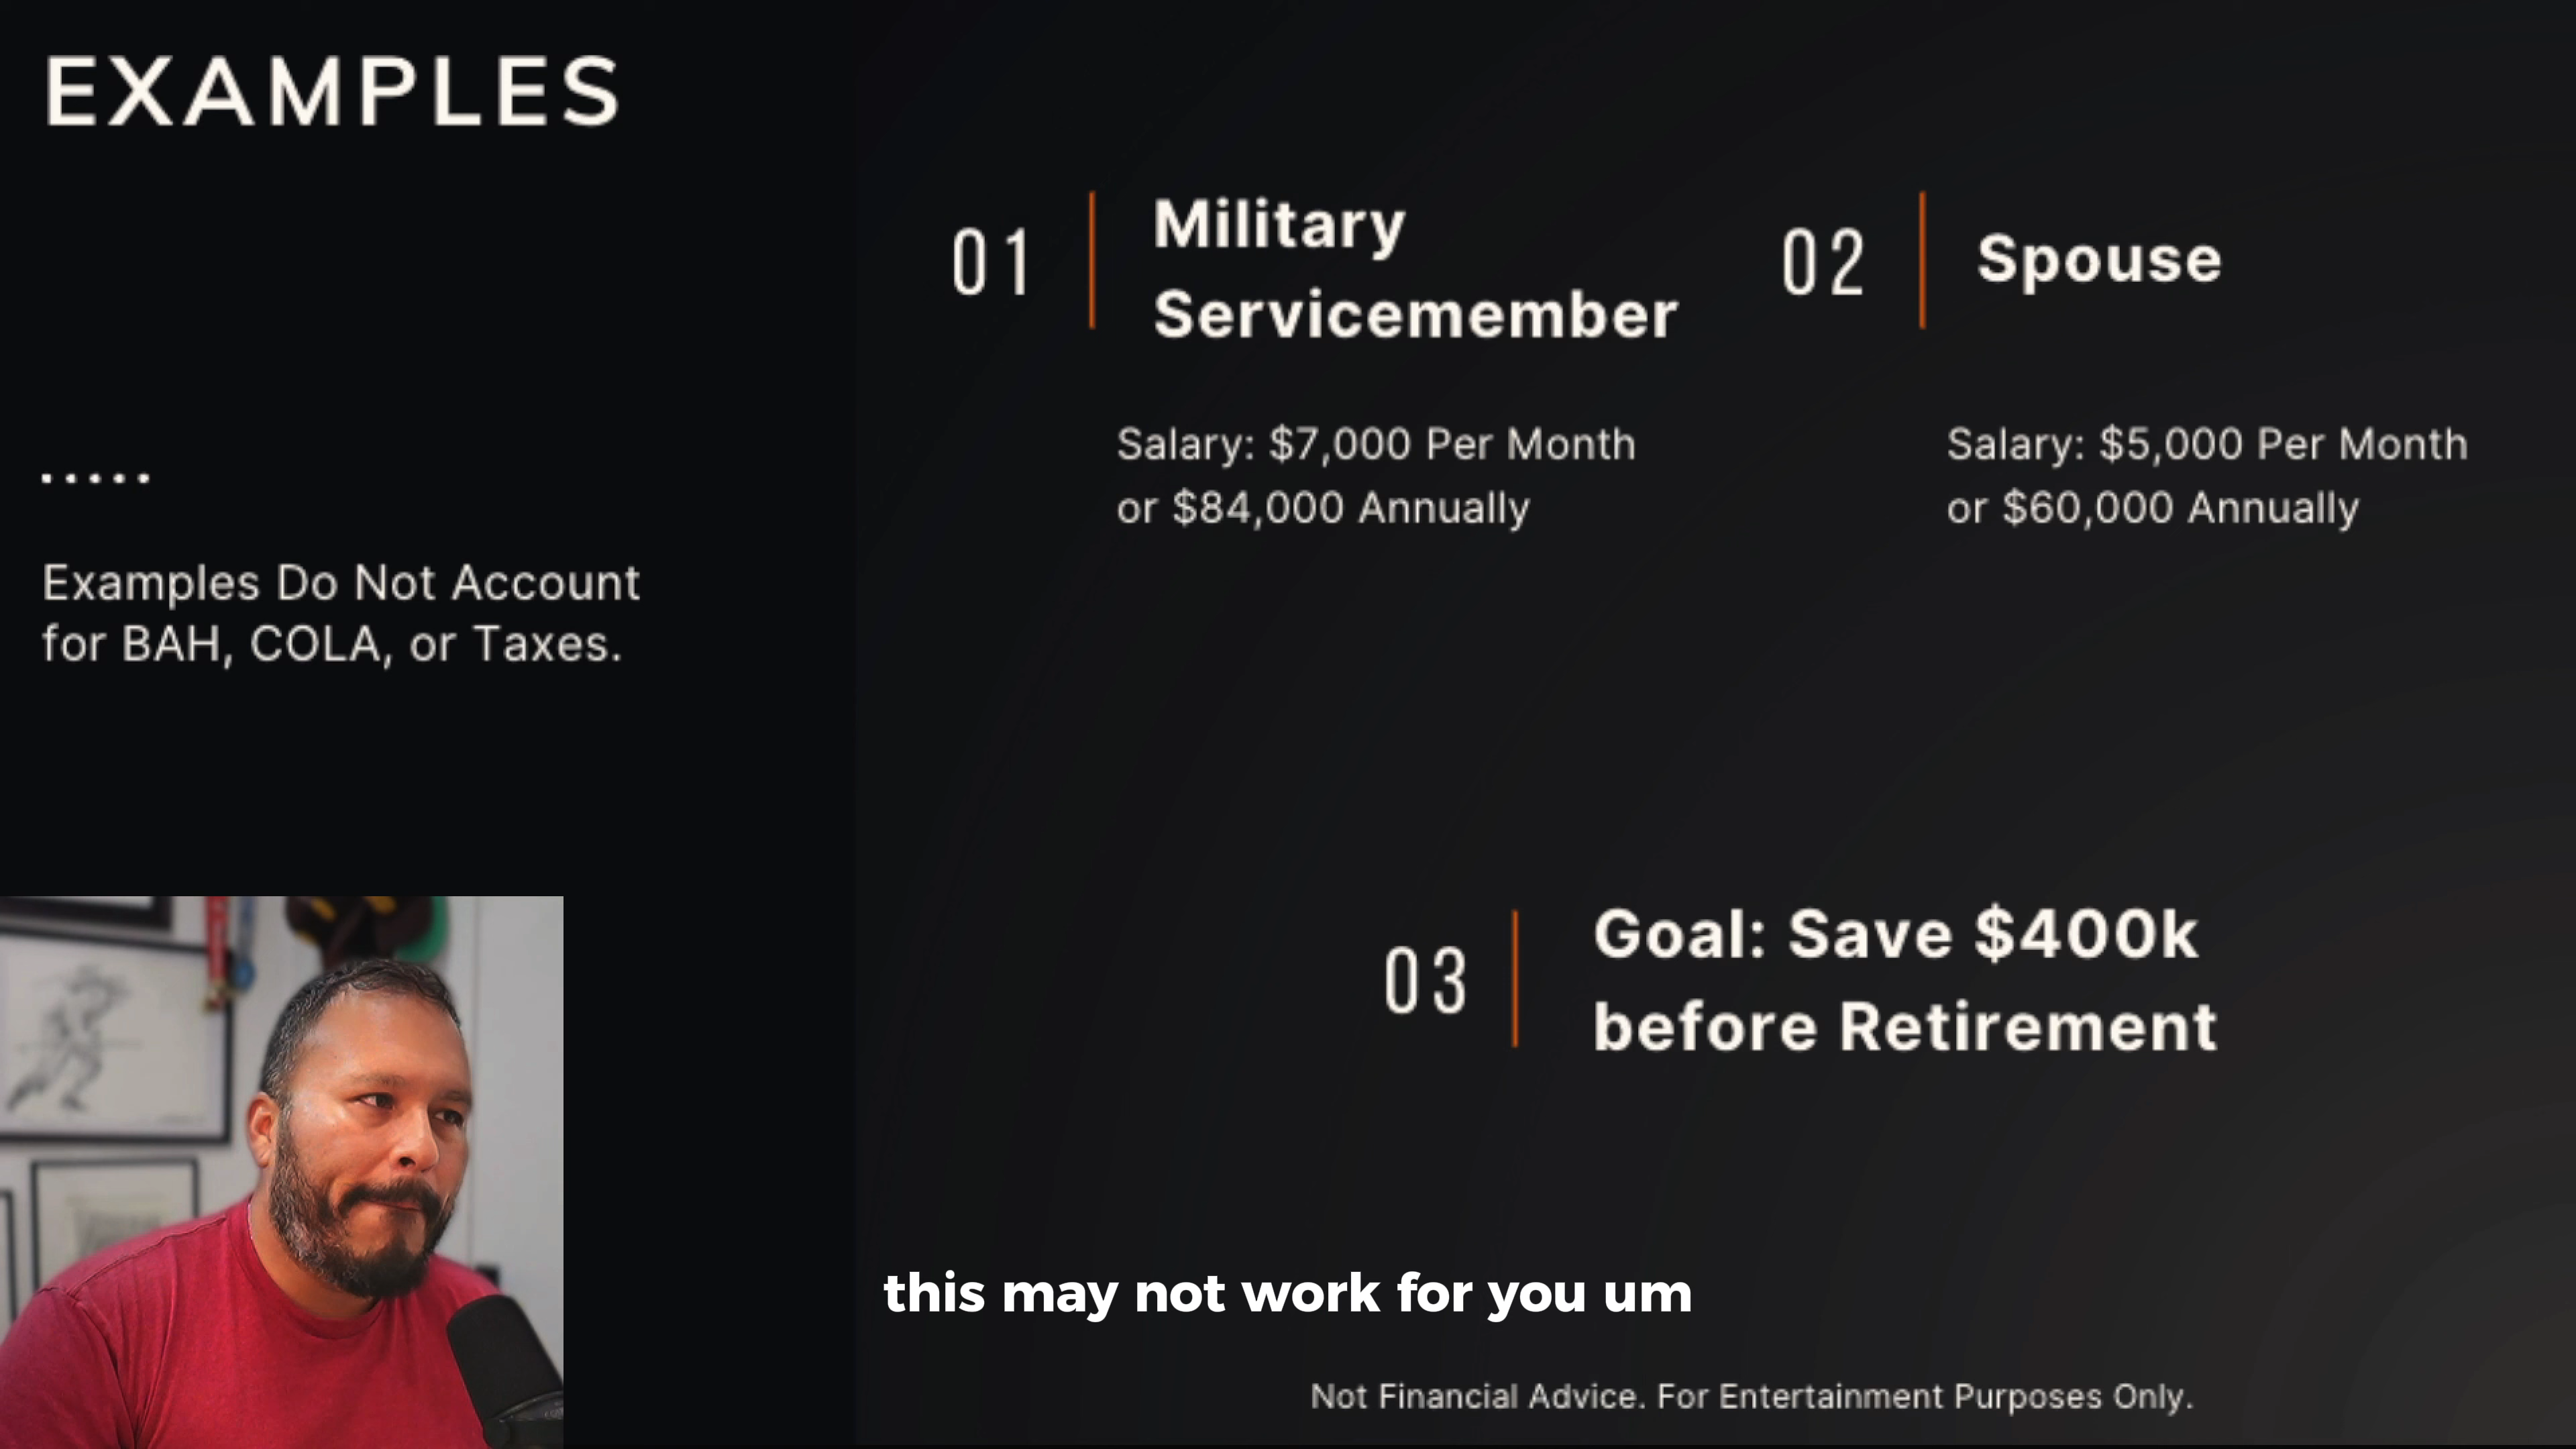 EXAMPLES
Examples Do Not Account
for BAH, COLA, or Taxes.
01
Military
Servicemember
Salary: $7,000 Per Month
or $84,000 Annually
02
Spouse
Salary: $5,000 Per Month
or $60,000 Annually
03
Goal: Save $400k
before Retirement
this may not work for you um
Not Financial Advice. For Entertainment Purposes Only.